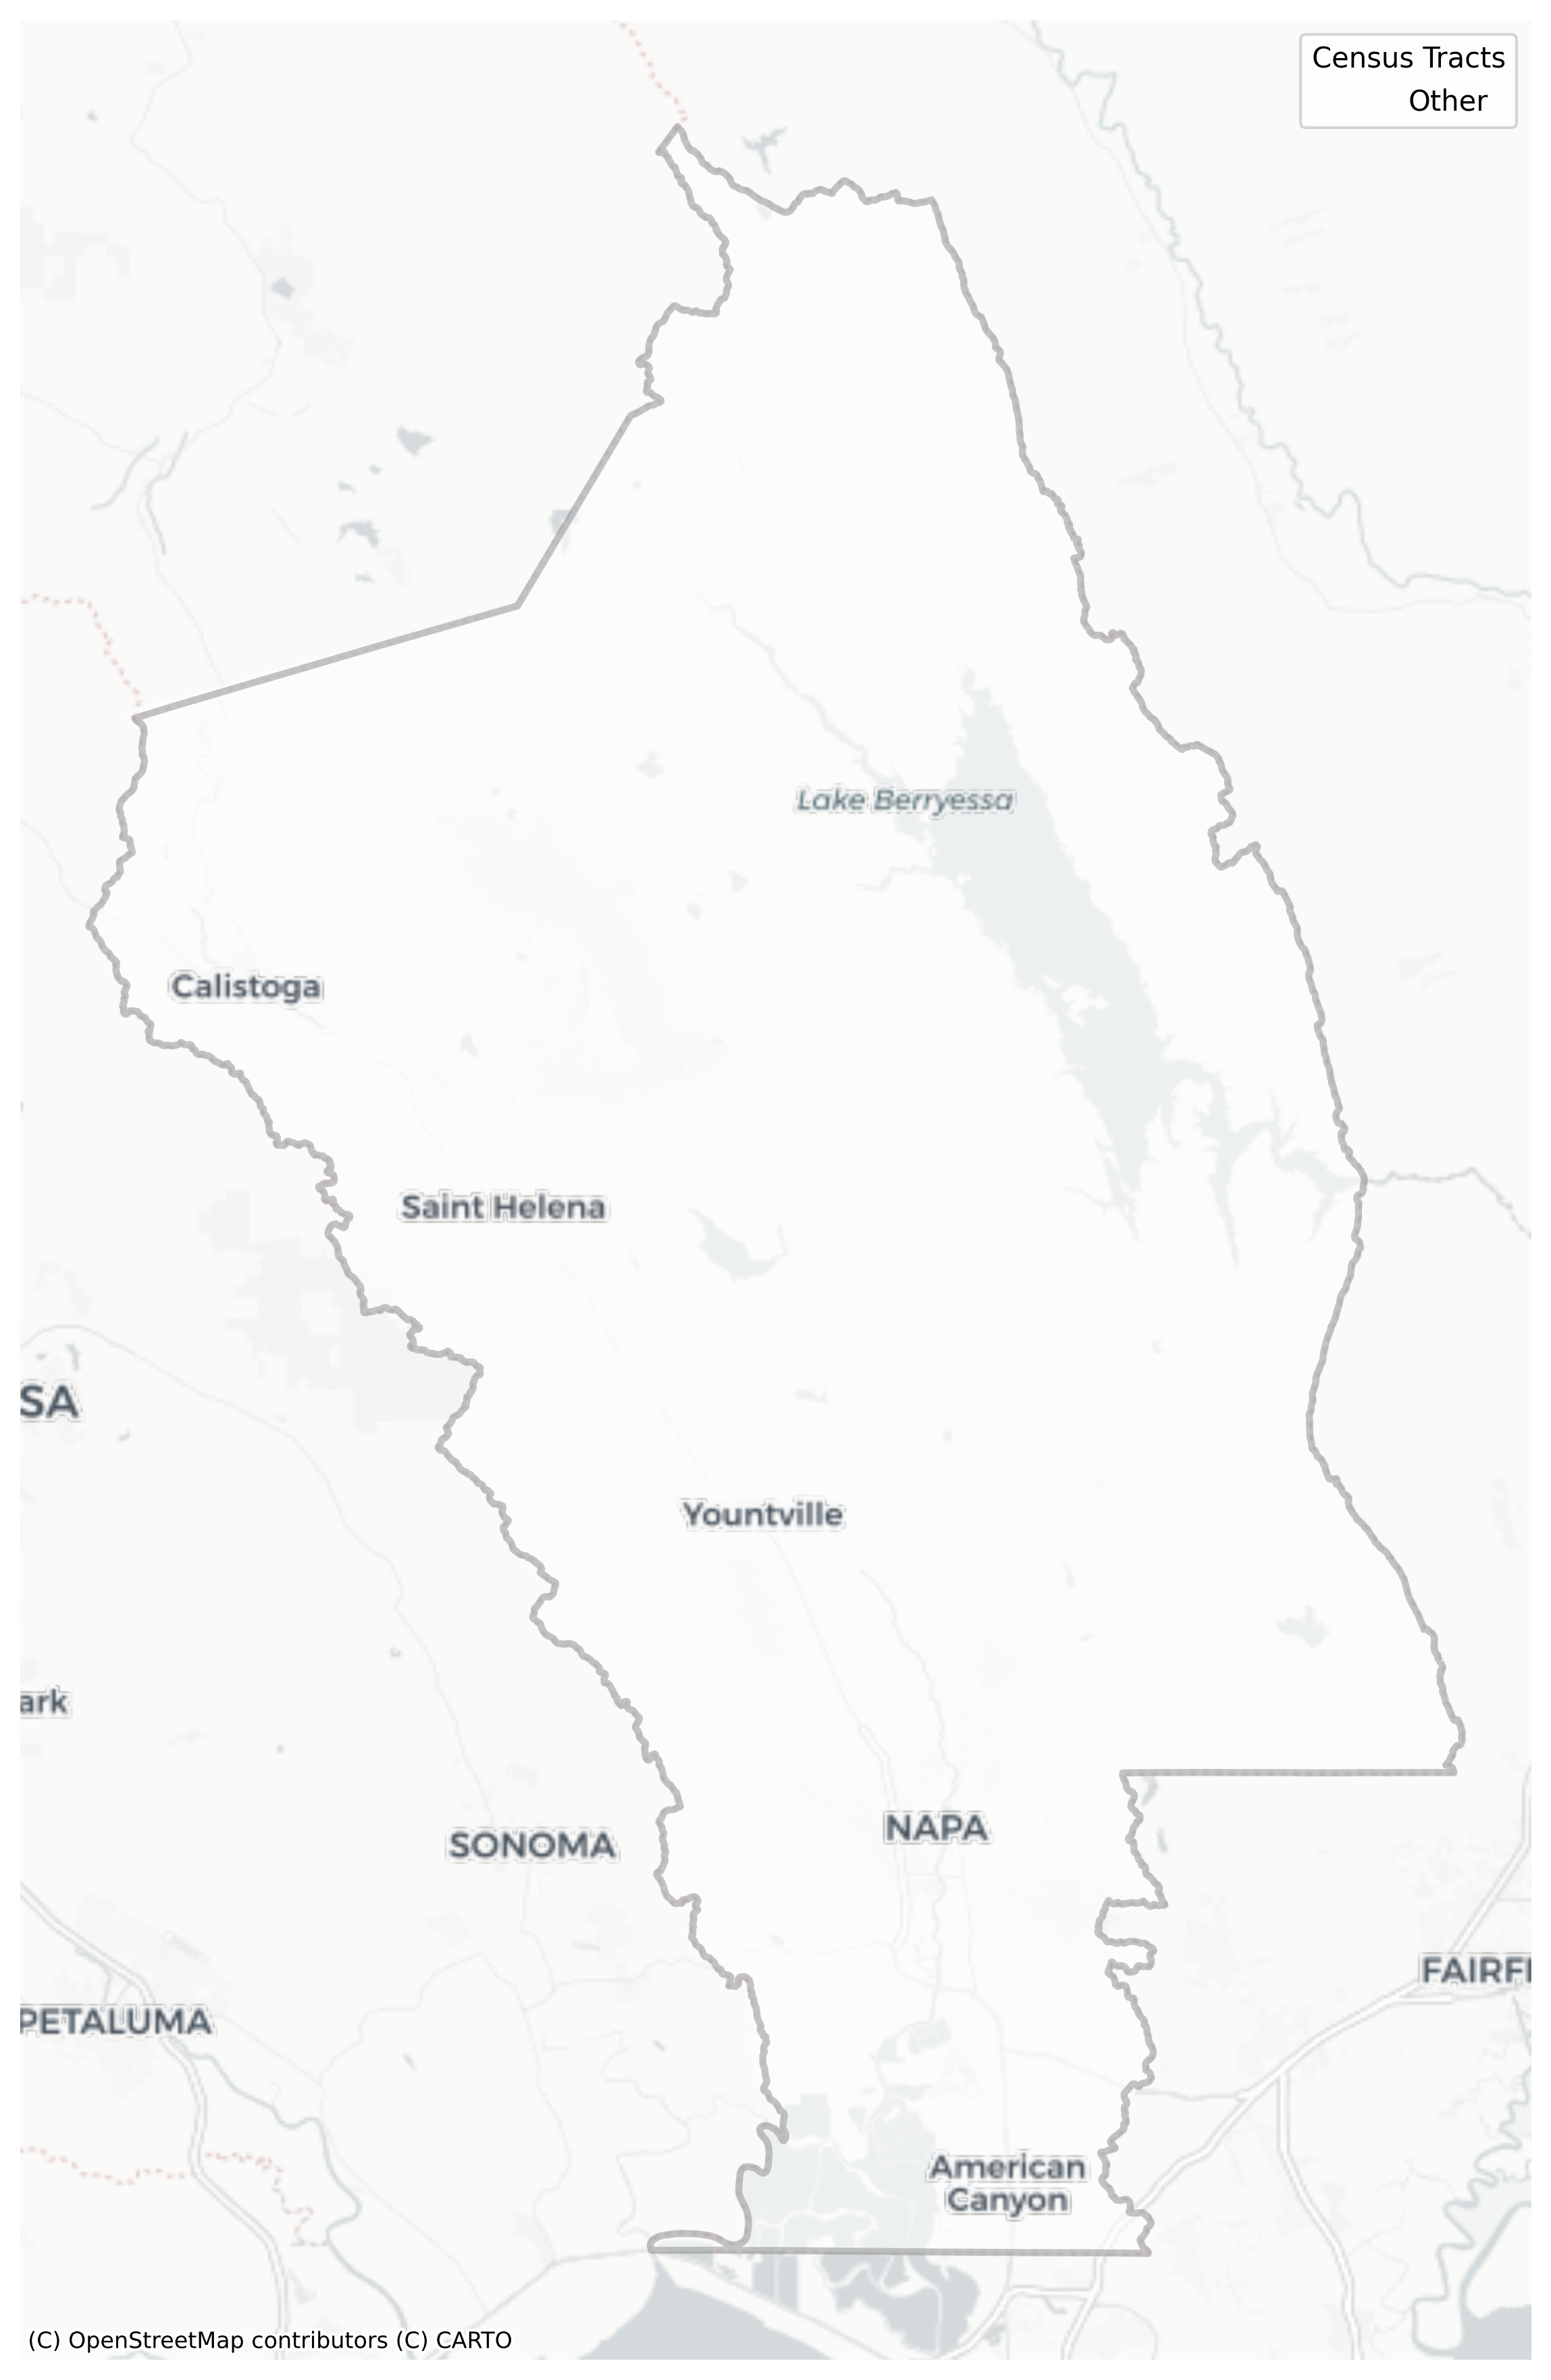 Census Tracts
Other
Lake Berryessa
Calistoga
Saint Helena
SA
Yountville
ark
NAPA
SONOMA
FAIRFI
PETALUMA
American
Canyon
(C) OpenStreetMap contributors (C) CARTO